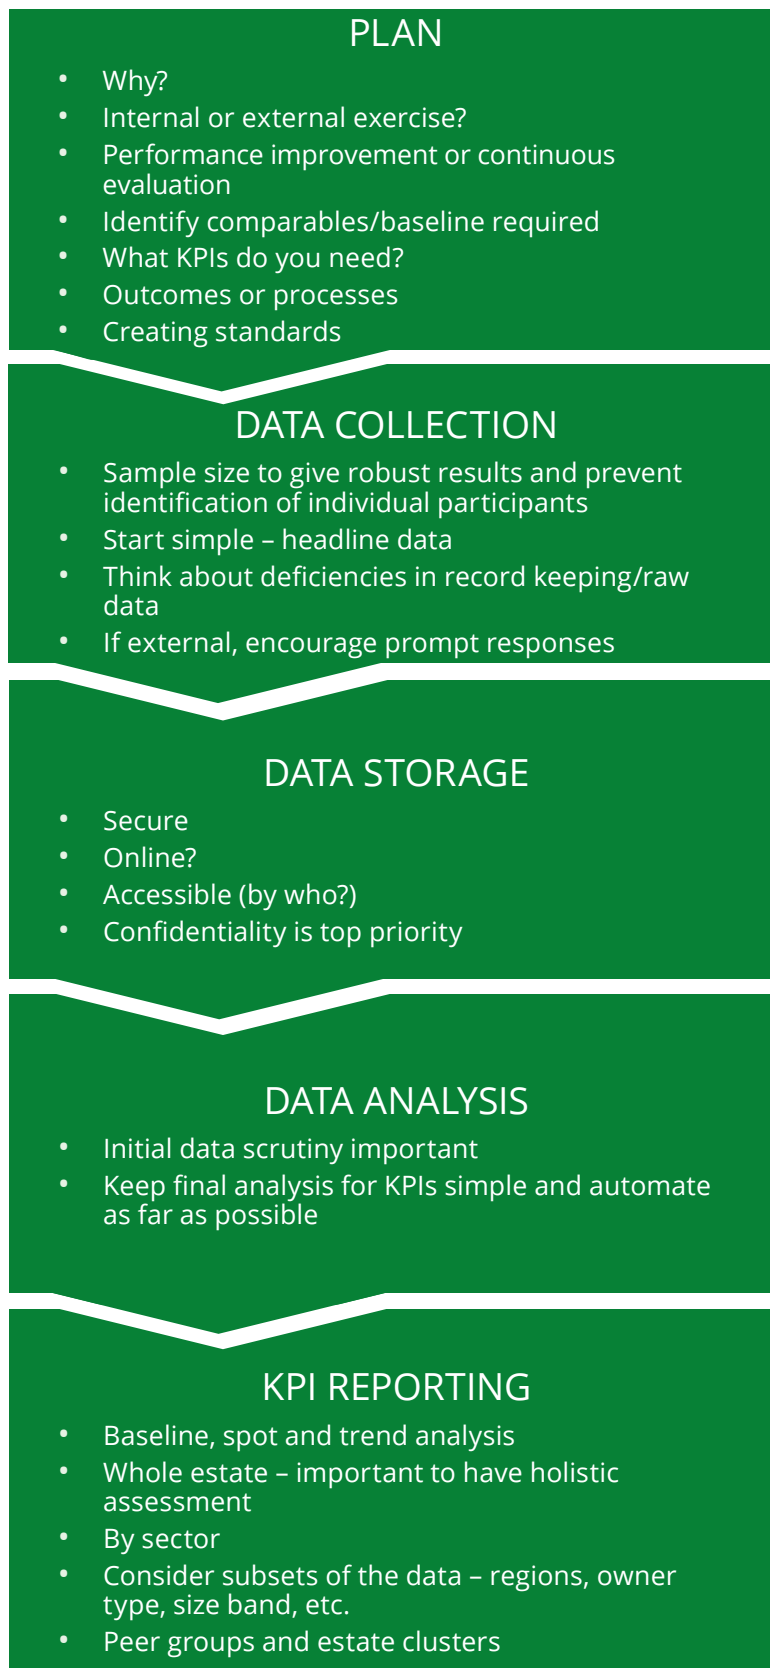 PLAN
• Why?
• Internal or external exercise?
• Performance improvement or continuous
evaluation
• Identify comparables/baseline required
• What KPIs do you need?
• Outcomes or processes
• Creating standards
DATA COLLECTION
• Sample size to give robust results and prevent
identification of individual participants
• Start simple – headline data
• Think about deficiencies in record keeping/raw
data
• If external, encourage prompt responses
DATA STORAGE
• Secure
• Online?
• Accessible (by who?)
• Confidentiality is top priority
DATA ANALYSIS
• Initial data scrutiny important
• Keep final analysis for KPIs simple and automate
as far as possible
KPI REPORTING
• Baseline, spot and trend analysis
• Whole estate – important to have holistic
assessment
• By sector
• Consider subsets of the data – regions, owner
type, size band, etc.
• Peer groups and estate clusters